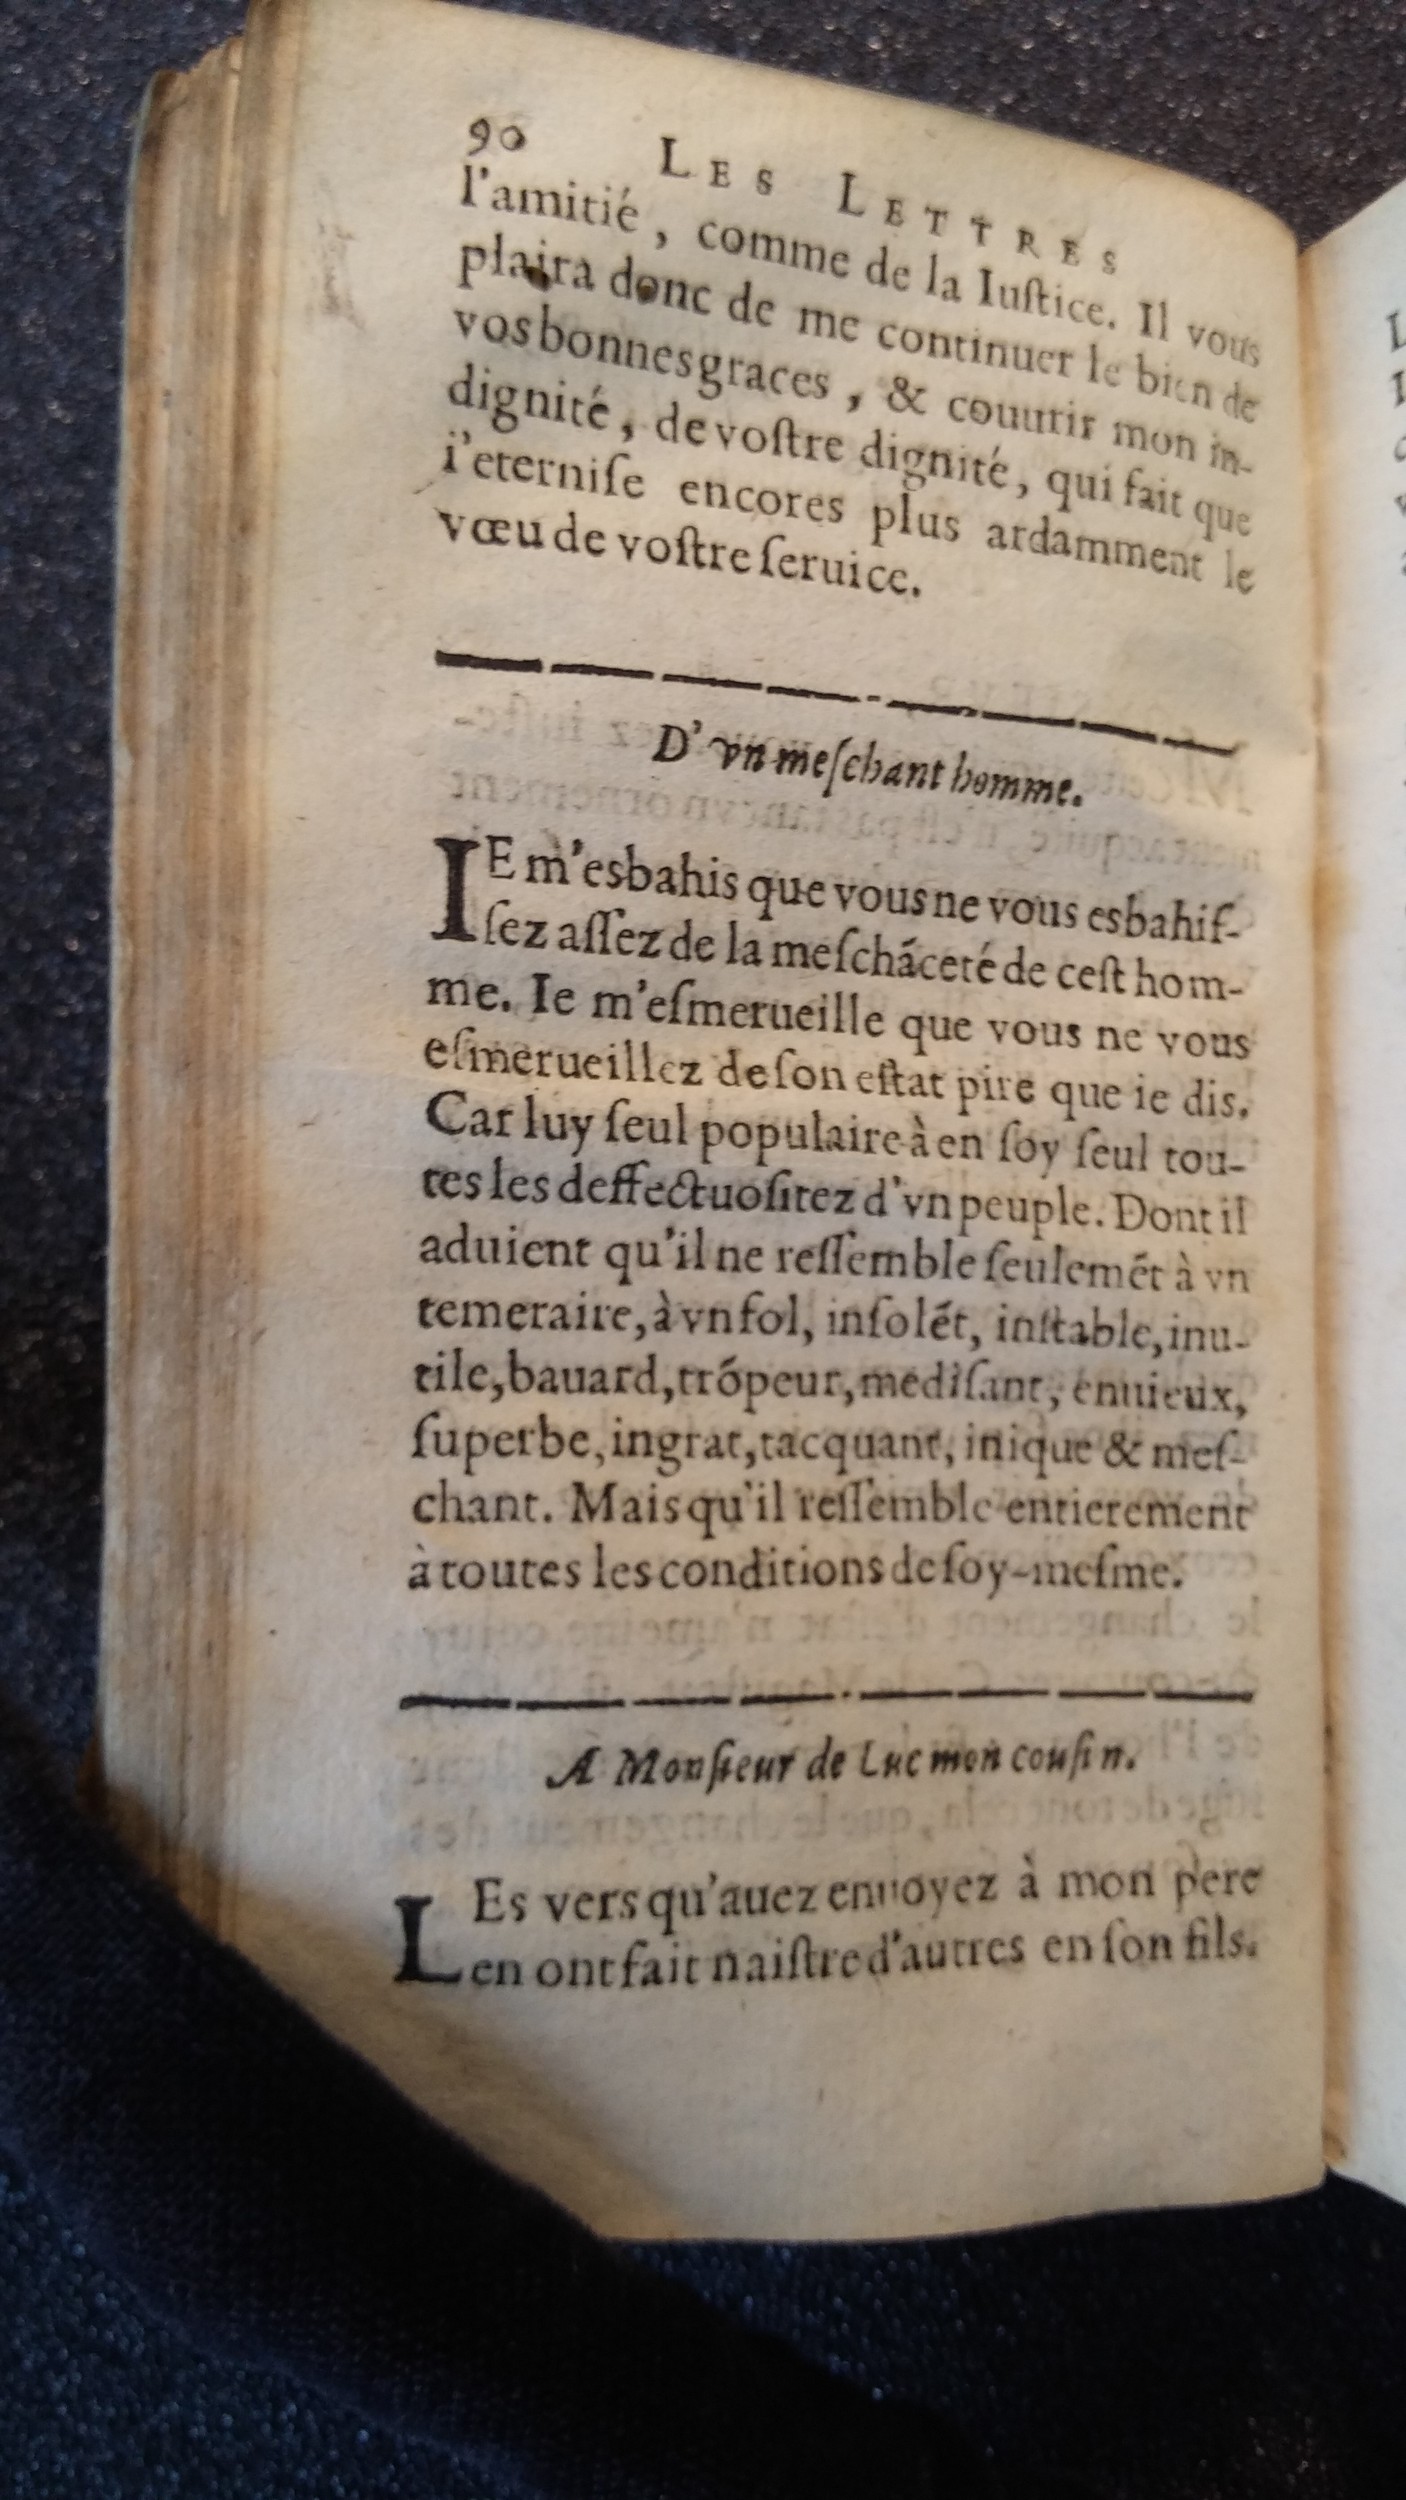 90 LES LETTRES
l'amitié, comme de la Iuſtice. Il vous
plaira donc de me continuer le bien de
vos bonnes graces, & couurir mon in-
dignité, de voſtre dignité, qui fait que
i'eterniſe encores plus ardamment le
vœu de voſtre ſeruice.
D'vn meſchant homme.
IE m'esbahis que vous ne vous esbahiſ-
ſez aſſez de la meſchãceté de ceſt hom-
me. Ie m'eſmerueille que vous ne vous
eſmerueillez de ſon eſtat pire que ie dis.
Car luy ſeul populaire à en ſoy ſeul tou-
tes les deffectuoſitez d'vn peuple. Dont il
aduient qu'il ne reſſemble ſeulemẽt à vn
temeraire, à vn fol, inſolẽt, inſtable, inu-
tile, bauard, trõpeur, mediſant, enuieux,
ſuperbe, ingrat, tacquant, inique & meſ-
chant. Mais qu'il reſſemble entierement
à toutes les conditions de ſoy-meſme.
A Monſieur de Luc mon couſin.
LEs vers qu'auez enuoyez à mon pere
en ont fait naiſtre d'autres en ſon fils.